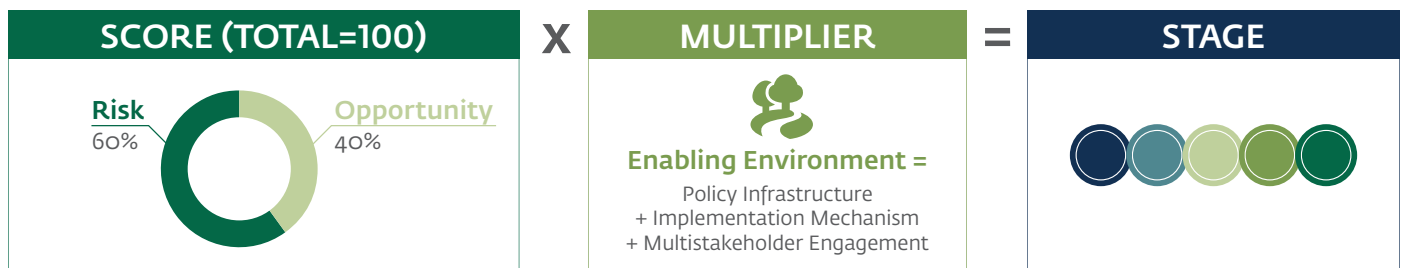 SCORE (TOTAL=100)
Risk
60%
Opportunity
40%
X
MULTIPLIER
Enabling Environment =
Policy Infrastructure
+ Implementation Mechanism
+ Multistakeholder Engagement
=
STAGE